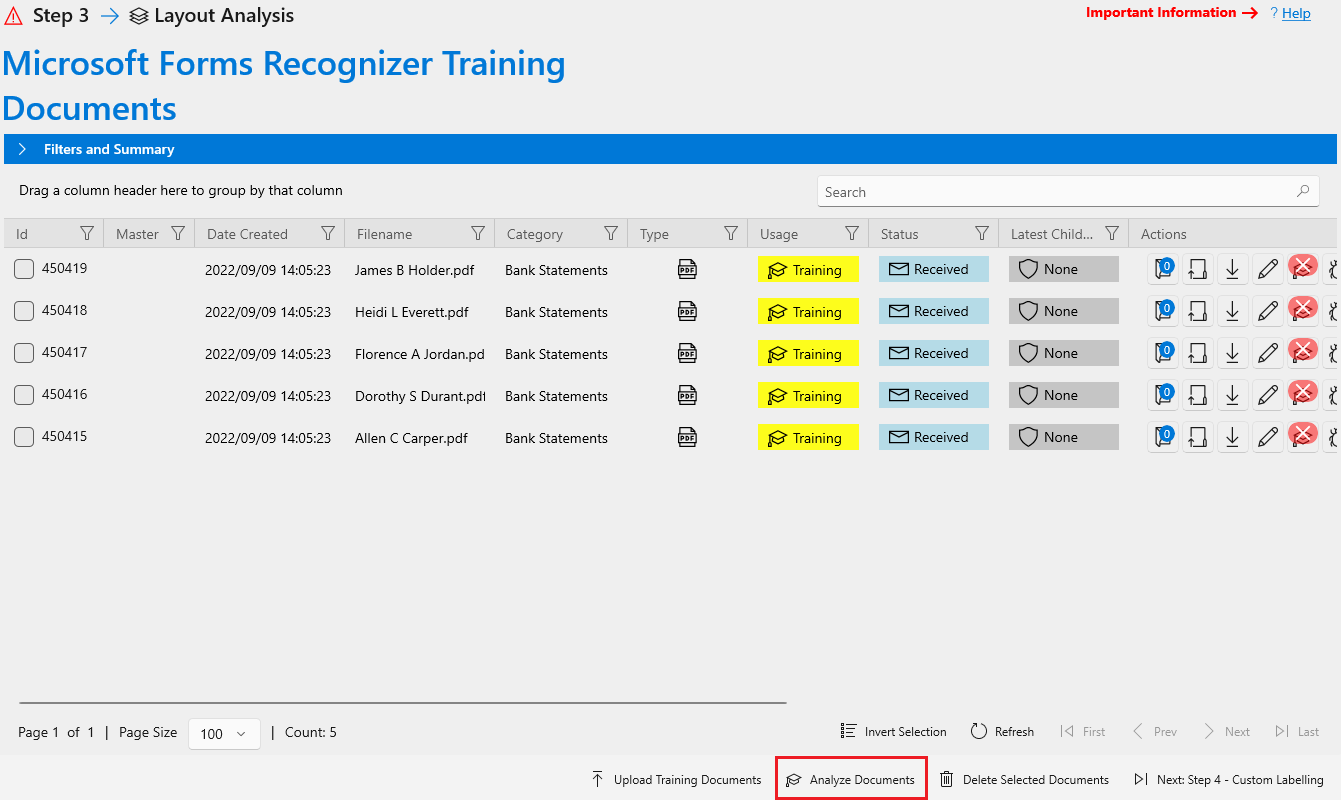 Step 3 Layout Analysis Important Information ? Help
Microsoft Forms Recognizer Training
Documents
Filters and Summary
Drag a column header here to group by that column Search
Id Master Date Created Filename Category Type Usage Status Latest Child... Actions
450419 2022/09/09 14:05:23 James B Holder.pdf Bank Statements PDF Training Received None 0
450418 2022/09/09 14:05:23 Heidi L Everett.pdf Bank Statements PDF Training Received None 0
450417 2022/09/09 14:05:23 Florence A Jordan.pd Bank Statements PDF Training Received None 0
450416 2022/09/09 14:05:23 Dorothy S Durant.pdf Bank Statements PDF Training Received None 0
450415 2022/09/09 14:05:23 Allen C Carper.pdf Bank Statements PDF Training Received None 0
Page 1 of 1 | Page Size 100 | Count: 5 Invert Selection Refresh First Prev Next Last
Upload Training Documents Analyze Documents Delete Selected Documents Next: Step 4 - Custom Labelling